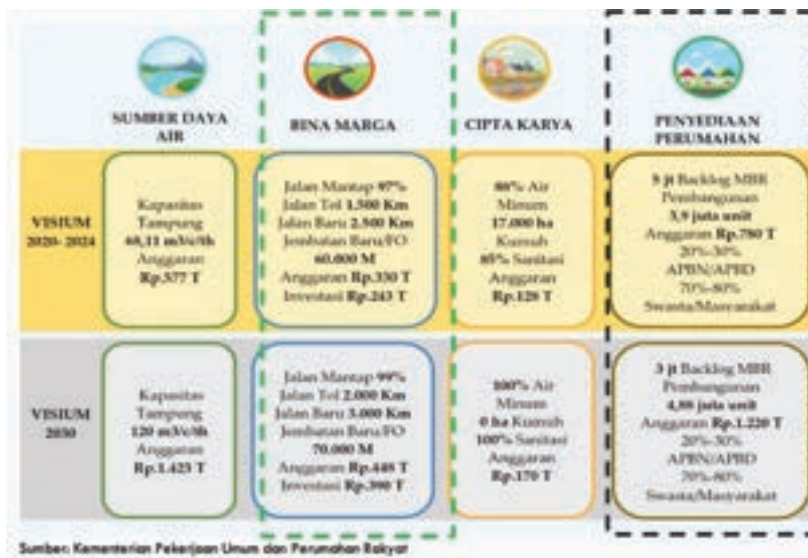 SUMBER DAYA
AIR
BINA MARGA
CIPTA KARYA
PENYEDIAAN
PERUMAHAN
VISIUM
2020- 2024
Kapasitas
Tampung
68,11 m3/c/th
Anggaran
Rp.577 T
Jalan Mantap 97%
Jalan Tol 1.500 Km
Jalan Baru 2.500 Km
Jembatan Baru/FO
60.000 M
Anggaran Rp.330 T
Investasi Rp.243 T
88% Air
Minum
17.000 ha
Kumuh
85% Sanitasi
Anggaran
Rp.128 T
5 jt Backlog MBR
Pembangunan
3,9 juta unit
Anggaran Rp.780 T
20%-30%
APBN/APBD
70%-80%
Swasta/Masyarakat
VISIUM
2030
Kapasitas
Tampung
120 m3/c/th
Anggaran
Rp.1.423 T
Jalan Mantap 99%
Jalan Tol 2.000 Km
Jalan Baru 3.000 Km
Jembatan Baru/FO
70.000 M
Anggaran Rp.448 T
Investasi Rp.390 T
100% Air
Minum
0 ha Kumuh
100% Sanitasi
Anggaran
Rp.170 T
3 jt Backlog MBR
Pembangunan
4,88 juta unit
Anggaran Rp.1.220 T
20%-30%
APBN/APBD
70%-80%
Swasta/Masyarakat
Sumber: Kementerian Pekerjaan Umum dan Perumahan Rakyat